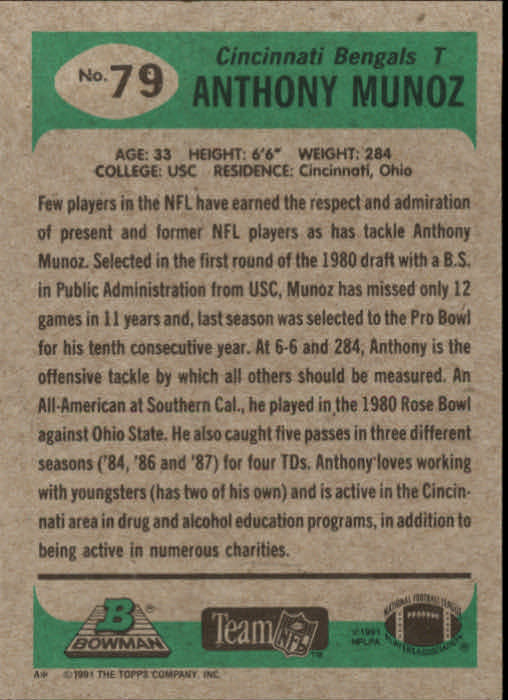 No. 79
Cincinnati Bengals T
ANTHONY MUNOZ
AGE: 33 HEIGHT: 6'6" WEIGHT: 284
COLLEGE: USC RESIDENCE: Cincinnati, Ohio
Few players in the NFL have earned the respect and admiration
of present and former NFL players as has tackle Anthony
Munoz. Selected in the first round of the 1980 draft with a B.S.
in Public Administration from USC, Munoz has missed only 12
games in 11 years and, last season was selected to the Pro Bowl
for his tenth consecutive year. At 6-6 and 284, Anthony is the
offensive tackle by which all others should be measured. An
All-American at Southern Cal., he played in the 1980 Rose Bowl
against Ohio State. He also caught five passes in three different
seasons ('84, '86 and '87) for four TDs. Anthony loves working
with youngsters (has two of his own) and is active in the Cincin-
nati area in drug and alcohol education programs, in addition to
being active in numerous charities.
B
BOWMAN®
Team NFL™
©1991
NFLPA
NATIONAL FOOTBALL LEAGUE
PLAYERS ASSOCIATION
®
A* ©1991 THE TOPPS COMPANY, INC.